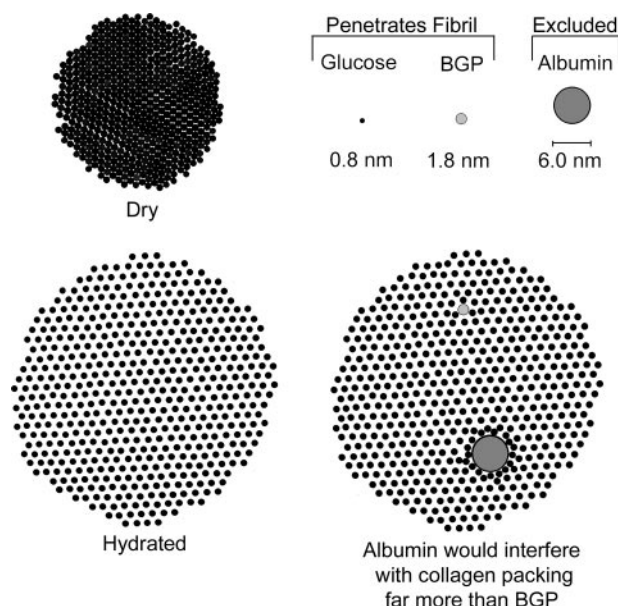 Penetrates Fibril
Excluded
Glucose
BGP
Albumin
0.8 nm
1.8 nm
6.0 nm
Dry
Hydrated
Albumin would interfere
with collagen packing
far more than BGP